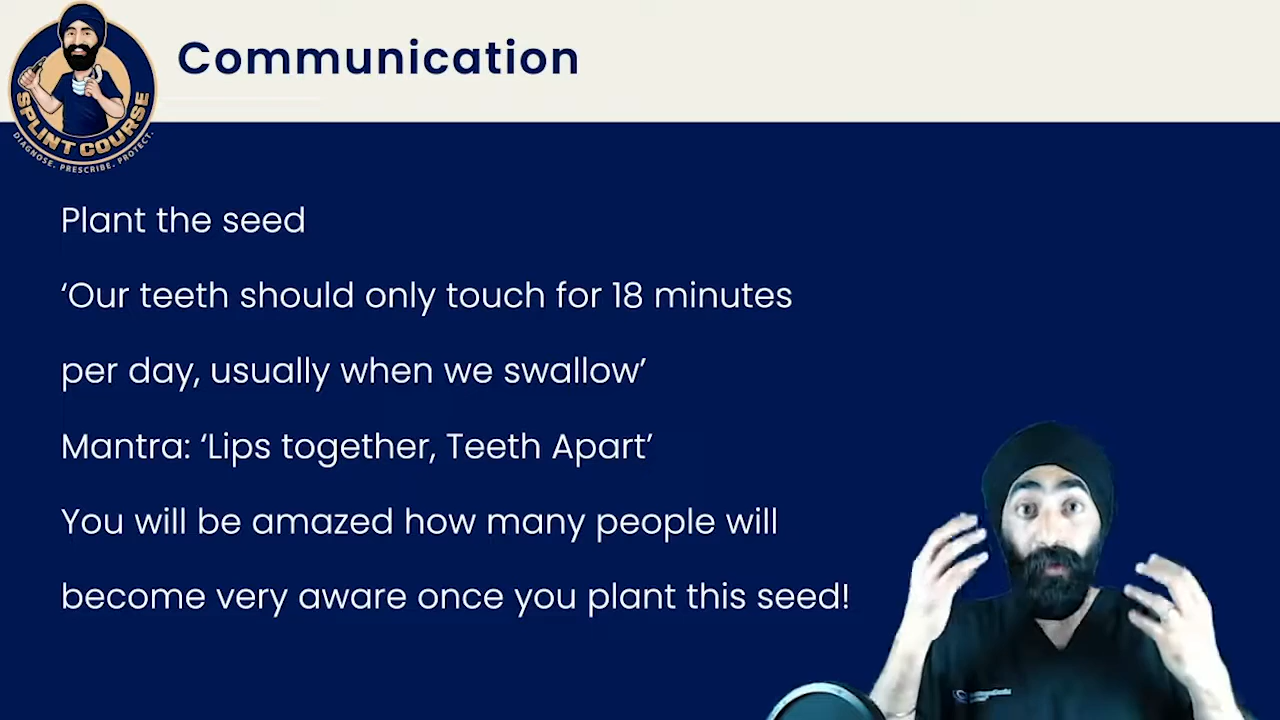 Communication
SPLINT COURSE
DIAGNOSE. PRESCRIBE. PROTECT.
Plant the seed
‘Our teeth should only touch for 18 minutes
per day, usually when we swallow’
Mantra: ‘Lips together, Teeth Apart’
You will be amazed how many people will
become very aware once you plant this seed!